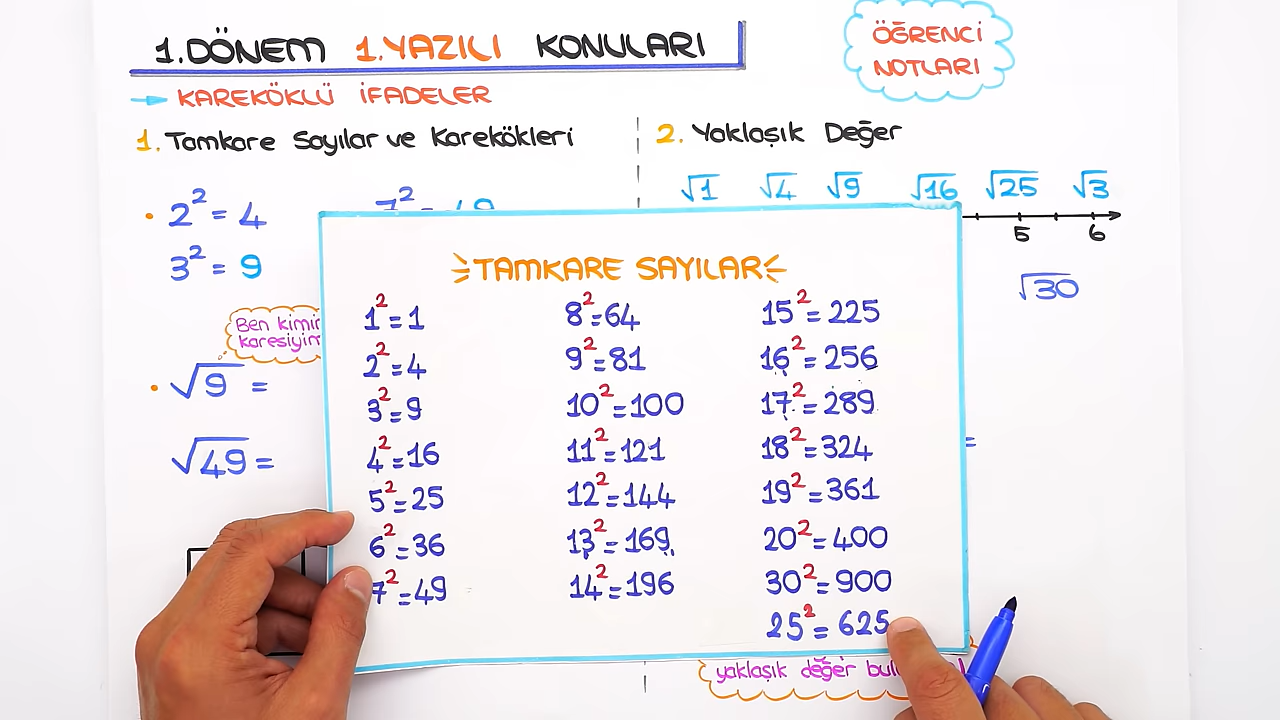 1.DÖNEM 1.YAZILI KONULARI
ÖĞRENCİ
NOTLARI
KAREKÖKLÜ İFADELER
1. Tamkare Sayılar ve Karekökleri
2² = 4
3² = 9
Ben
karesiyim
√9 =
√49 =
2. Yaklaşık Değer
√1 √4 √9 √16 √25 √3
5 6
√30
=
TAMKARE SAYILAR
1² = 1
2² = 4
3² = 9
4² = 16
5² = 25
6² = 36
7² = 49
8² = 64
9² = 81
10² = 100
11² = 121
12² = 144
13² = 169
14² = 196
15² = 225
16² = 256
17² = 289
18² = 324
19² = 361
20² = 400
30² = 900
25² = 625
yaklaşık değer